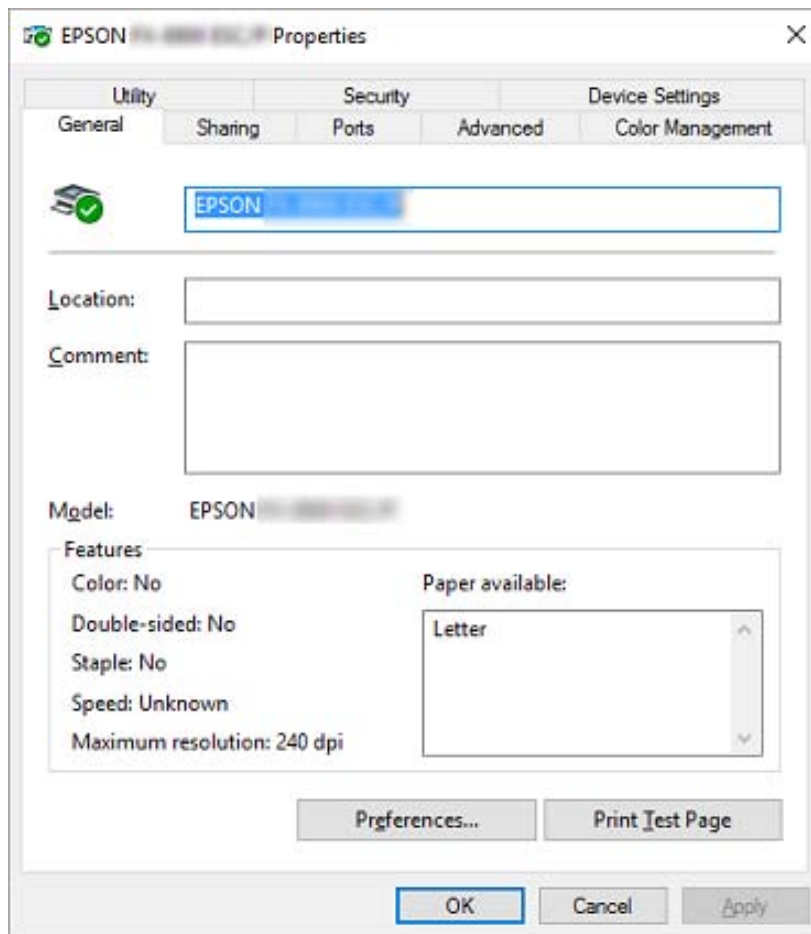 EPSON Properties
Utility Security Device Settings
General Sharing Ports Advanced Color Management
EPSON
Location:
Comment:
Model: EPSON
Features
Color: No
Paper available:
Double-sided: No
Letter
Staple: No
Speed: Unknown
Maximum resolution: 240 dpi
Preferences... Print Test Page
OK Cancel Apply